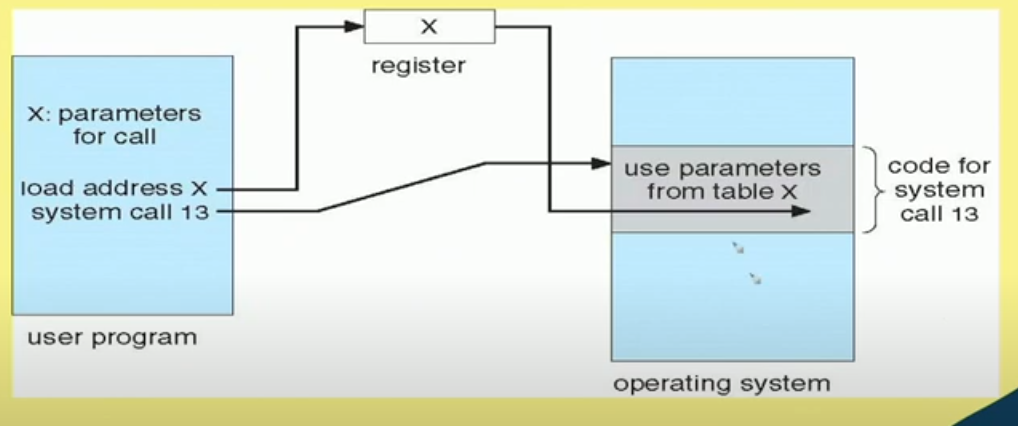 X
register
X: parameters
for call
load address X
system call 13
user program
use parameters
from table X
code for
system
call 13
operating system